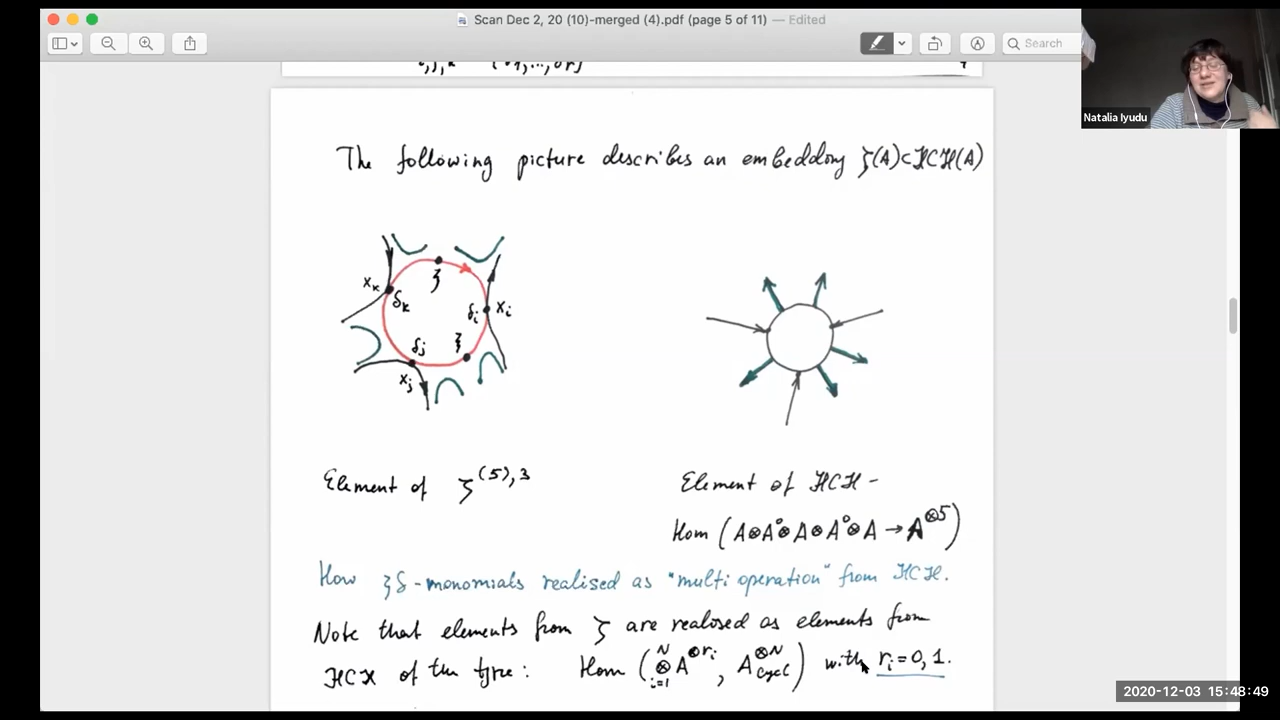 Scan Dec 2, 20 (10)-merged (4).pdf (page 5 of 11) — Edited
Search
Natalia Iyudu
The following picture describes an embedding ζ(A)⊂HCH(A)
x_k δ_k ξ δ_i x_i
δ_j ξ
x_j
Element of ζ^(5),3
Element of HCH -
Hom (A⊗A°⊗A⊗A°⊗A → A^⊗5)
How ξδ-monomials realised as "multi operation" from HCH.
Note that elements from ζ are realised as elements from
HCH of the type: Hom (⊗_{i=1}^N A^{⊗r_i}, A_cycl^{⊗N}) with r_i = 0, 1.
2020-12-03 15:48:49